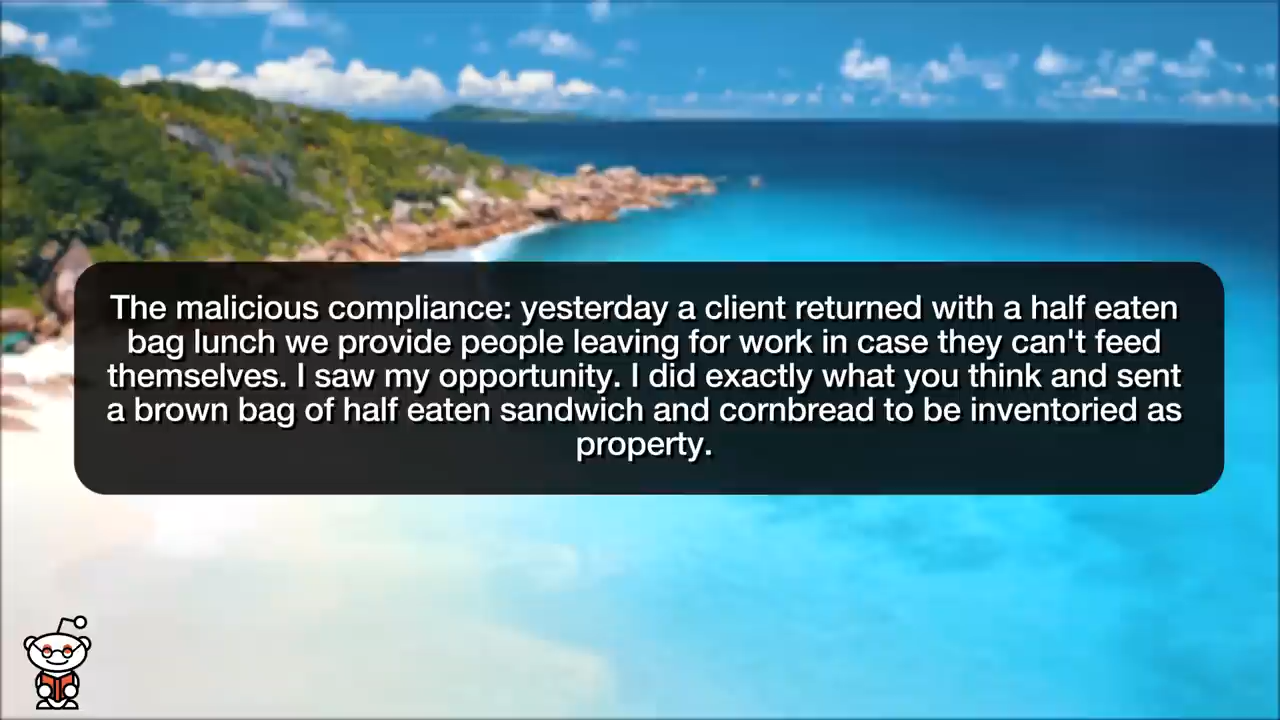 The malicious compliance: yesterday a client returned with a half eaten
bag lunch we provide people leaving for work in case they can't feed
themselves. I saw my opportunity. I did exactly what you think and sent
a brown bag of half eaten sandwich and cornbread to be inventoried as
property.